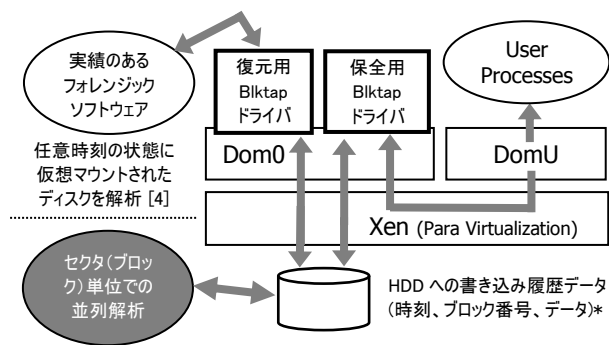 実績のある
フォレンジック
ソフトウェア
復元用
Blktap
ドライバ
保全用
Blktap
ドライバ
User
Processes
任意時刻の状態に
仮想マウントされた
ディスクを解析 [4]
Dom0
DomU
Xen (Para Virtualization)
セクタ(ブロッ
ク)単位での
並列解析
HDD への書き込み履歴データ
(時刻、ブロック番号、データ)*